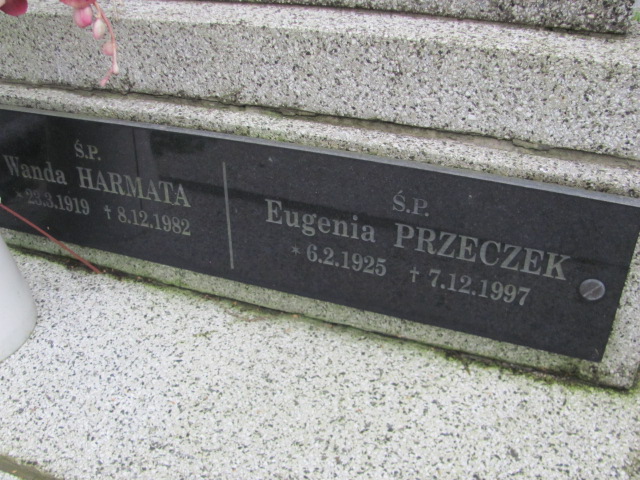 Ś.P.
Wanda HARMATA
* 23.3.1919 † 8.12.1982
Ś.P.
Eugenia PRZECZEK
* 6.2.1925 † 7.12.1997